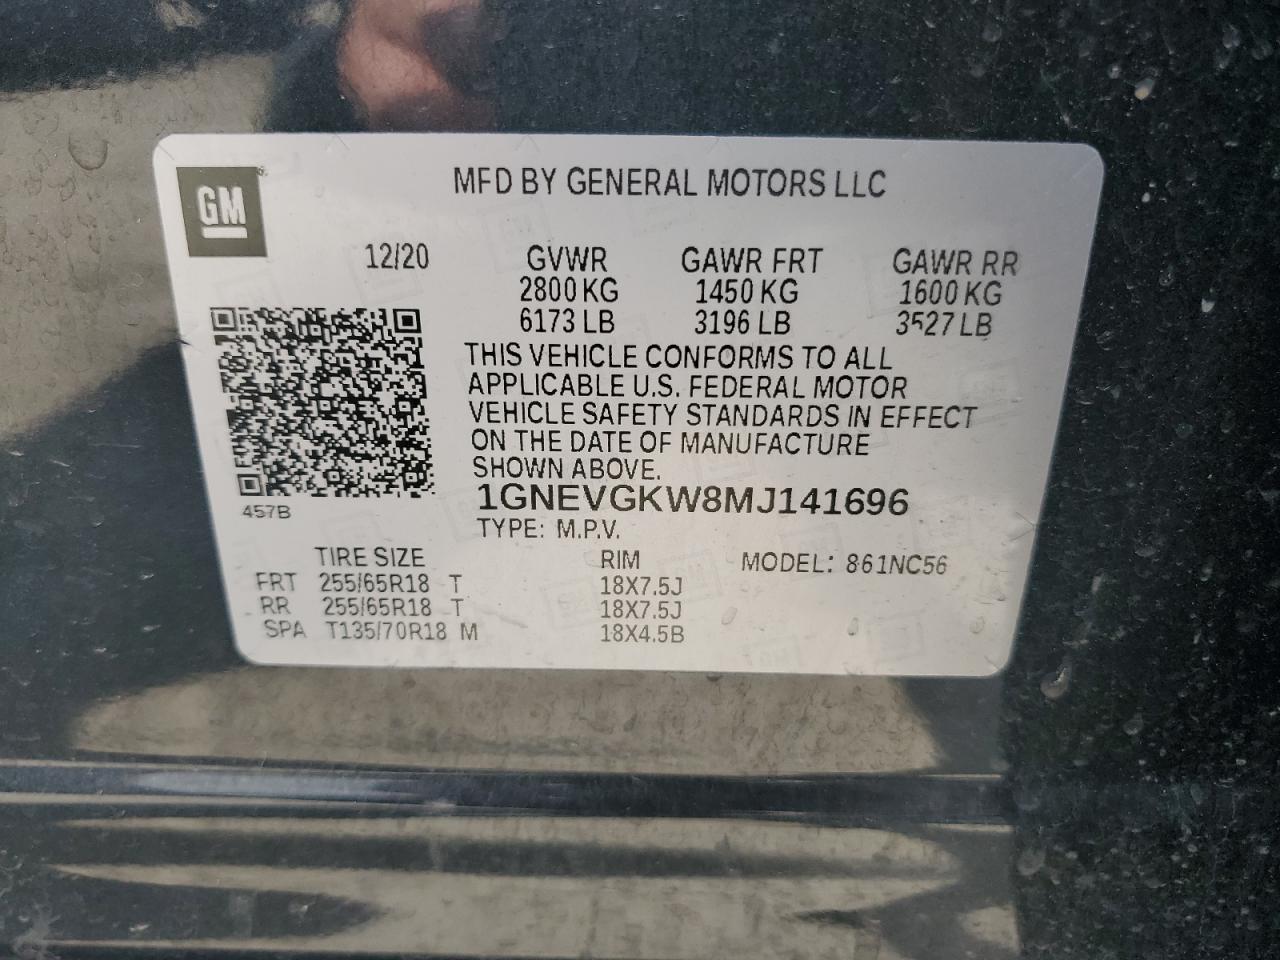 GM
MFD BY GENERAL MOTORS LLC
12/20 GVWR GAWR FRT GAWR RR
2800 KG 1450 KG 1600 KG
6173 LB 3196 LB 3527 LB
THIS VEHICLE CONFORMS TO ALL
APPLICABLE U.S. FEDERAL MOTOR
VEHICLE SAFETY STANDARDS IN EFFECT
ON THE DATE OF MANUFACTURE
SHOWN ABOVE.
1GNEVGKW8MJ141696
457B
TYPE: M.P.V.
TIRE SIZE RIM MODEL: 861NC56
FRT 255/65R18 T 18X7.5J
RR 255/65R18 T 18X7.5J
SPA T135/70R18 M 18X4.5B